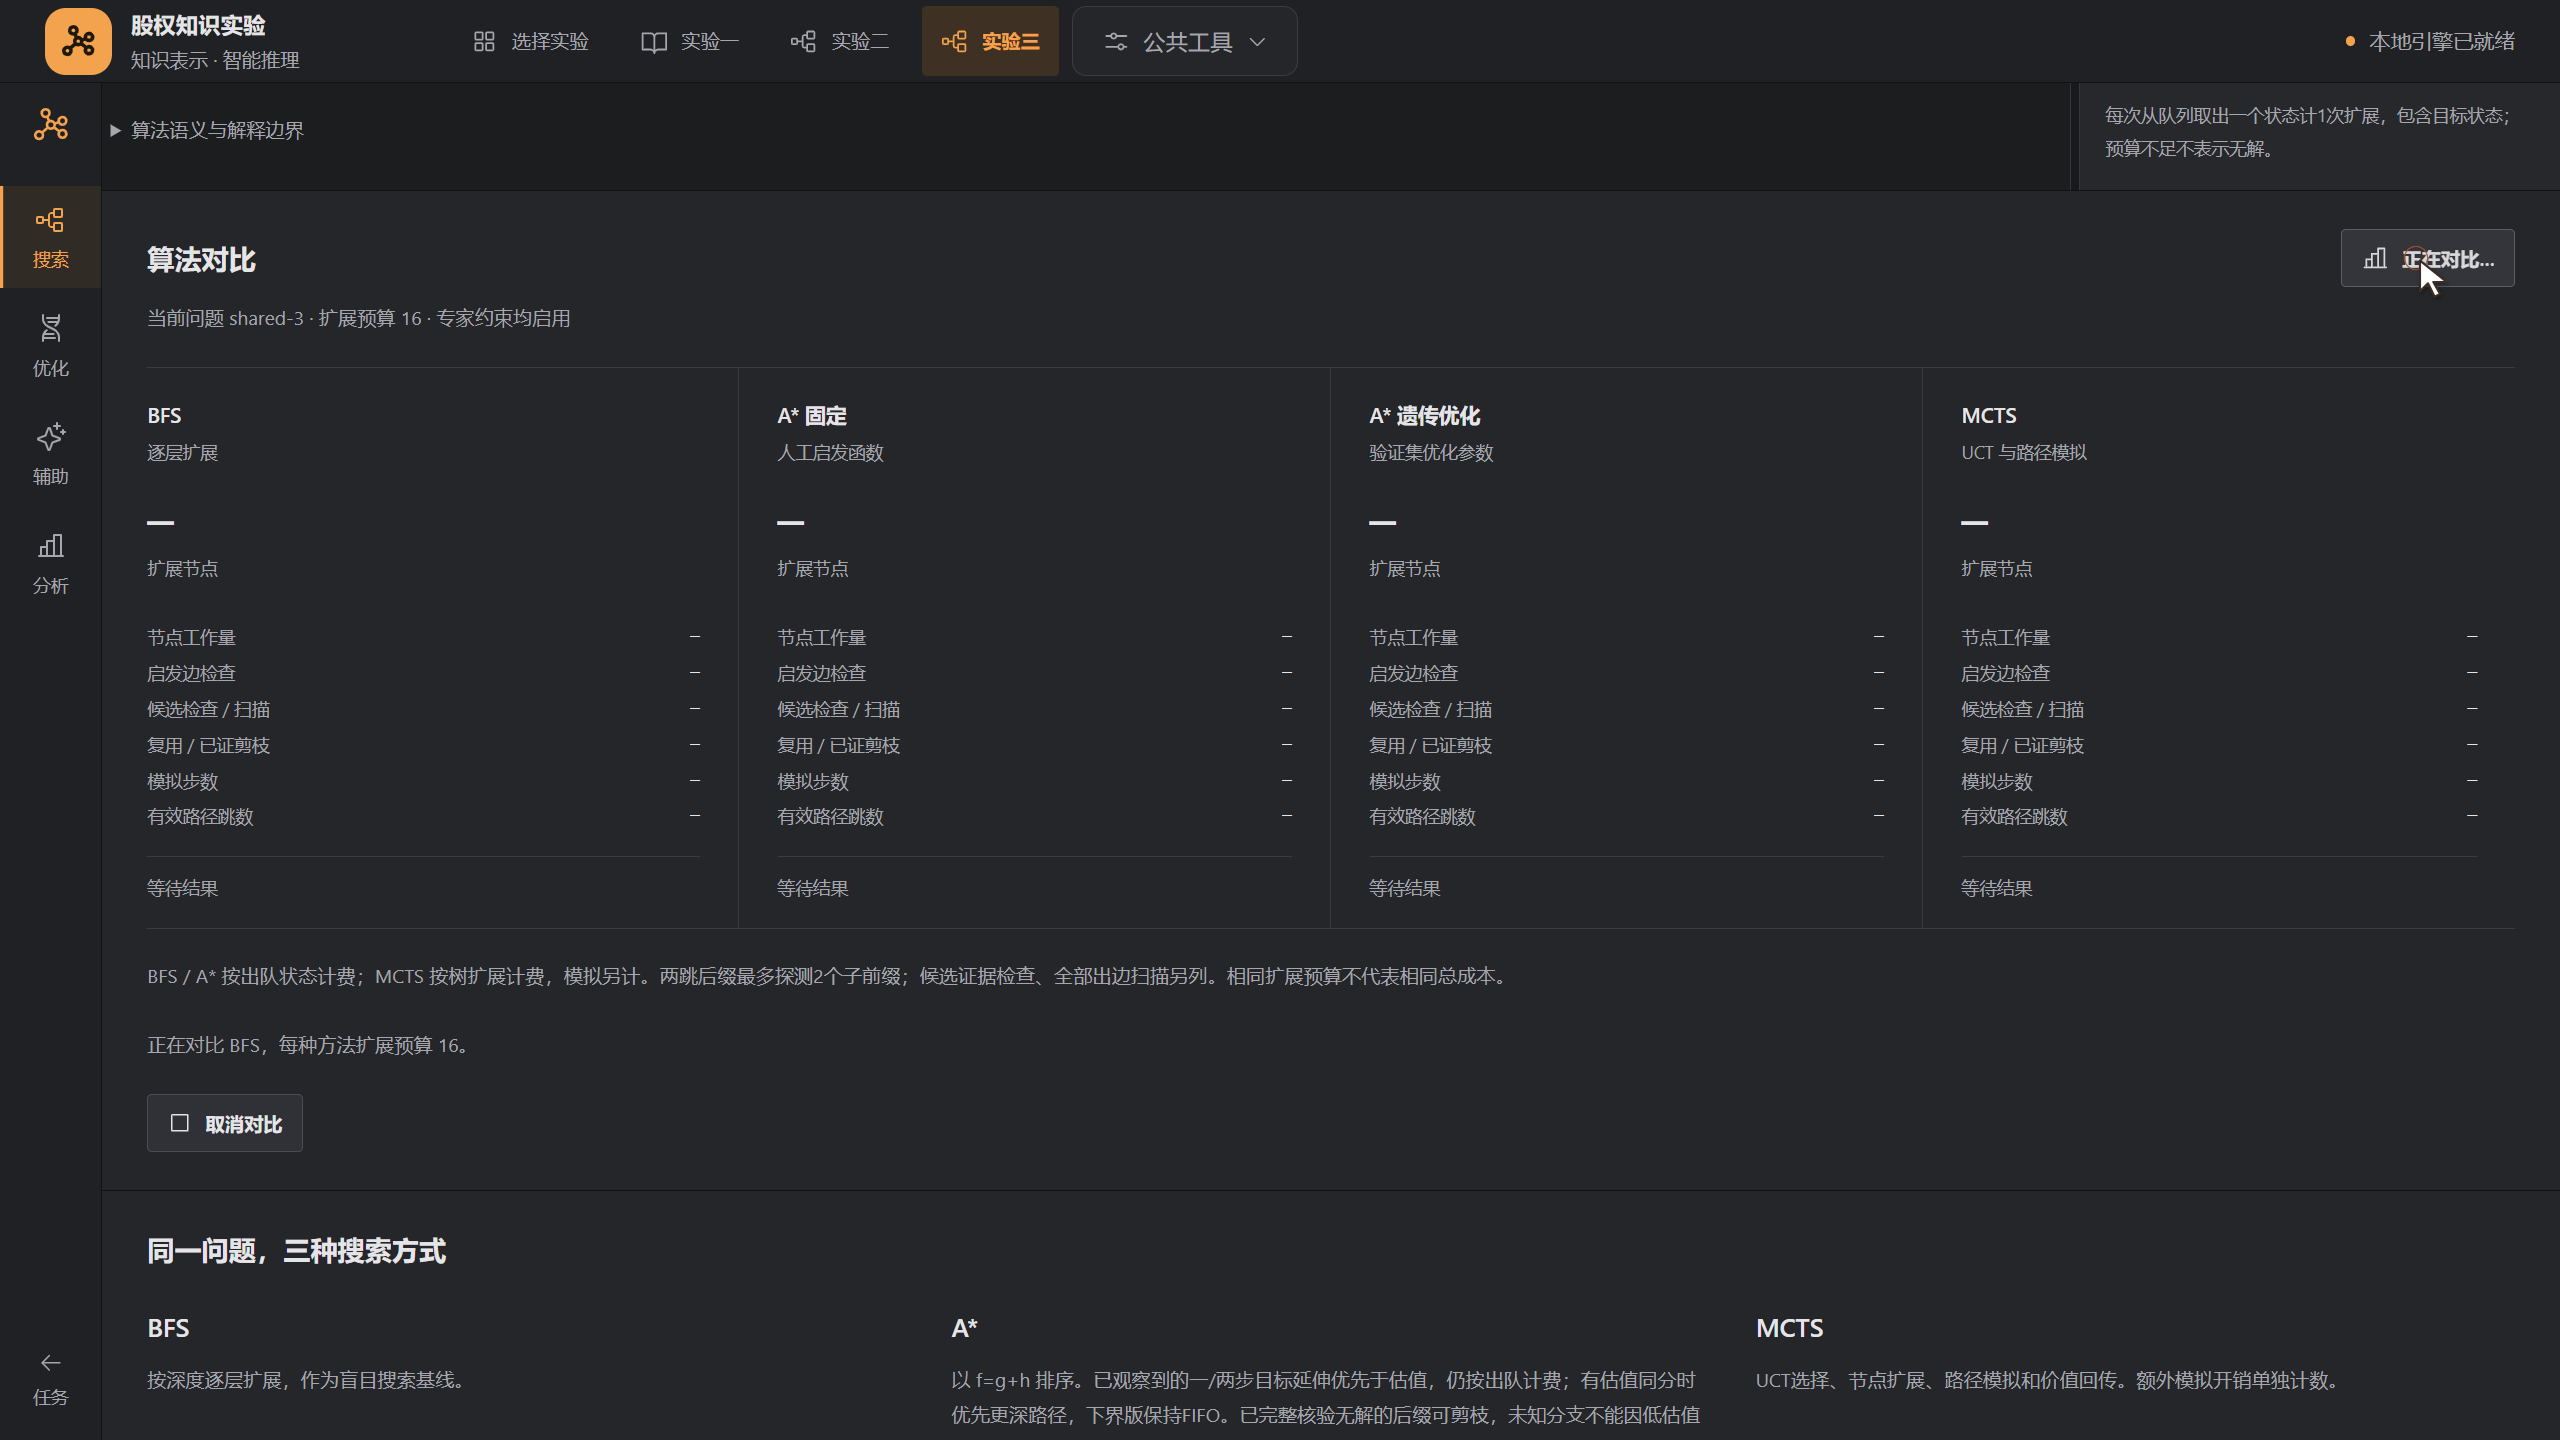 股权知识实验
知识表示 · 智能推理
选择实验
实验一
实验二
实验三
公共工具
本地引擎已就绪
搜索
优化
辅助
分析
任务
算法语义与解释边界
每次从队列取出一个状态计1次扩展，包含目标状态；
预算不足不表示无解。
算法对比
正在对比...
当前问题 shared-3 · 扩展预算 16 · 专家约束均启用
BFS
逐层扩展
—
扩展节点
节点工作量 –
启发边检查 –
候选检查 / 扫描 –
复用 / 已证剪枝 –
模拟步数 –
有效路径跳数 –
等待结果
A* 固定
人工启发函数
—
扩展节点
节点工作量 –
启发边检查 –
候选检查 / 扫描 –
复用 / 已证剪枝 –
模拟步数 –
有效路径跳数 –
等待结果
A* 遗传优化
验证集优化参数
—
扩展节点
节点工作量 –
启发边检查 –
候选检查 / 扫描 –
复用 / 已证剪枝 –
模拟步数 –
有效路径跳数 –
等待结果
MCTS
UCT 与路径模拟
—
扩展节点
节点工作量 –
启发边检查 –
候选检查 / 扫描 –
复用 / 已证剪枝 –
模拟步数 –
有效路径跳数 –
等待结果
BFS / A* 按出队状态计费；MCTS 按树扩展计费，模拟另计。两跳后缀最多探测2个子前缀；候选证据检查、全部出边扫描另列。相同扩展预算不代表相同总成本。
正在对比 BFS，每种方法扩展预算 16。
取消对比
同一问题，三种搜索方式
BFS
按深度逐层扩展，作为盲目搜索基线。
A*
以 f=g+h 排序。已观察到的一/两步目标延伸优先于估值，仍按出队计费；有估值同分时
优先更深路径，下界版保持FIFO。已完整核验无解的后缀可剪枝，未知分支不能因低估值
MCTS
UCT选择、节点扩展、路径模拟和价值回传。额外模拟开销单独计数。